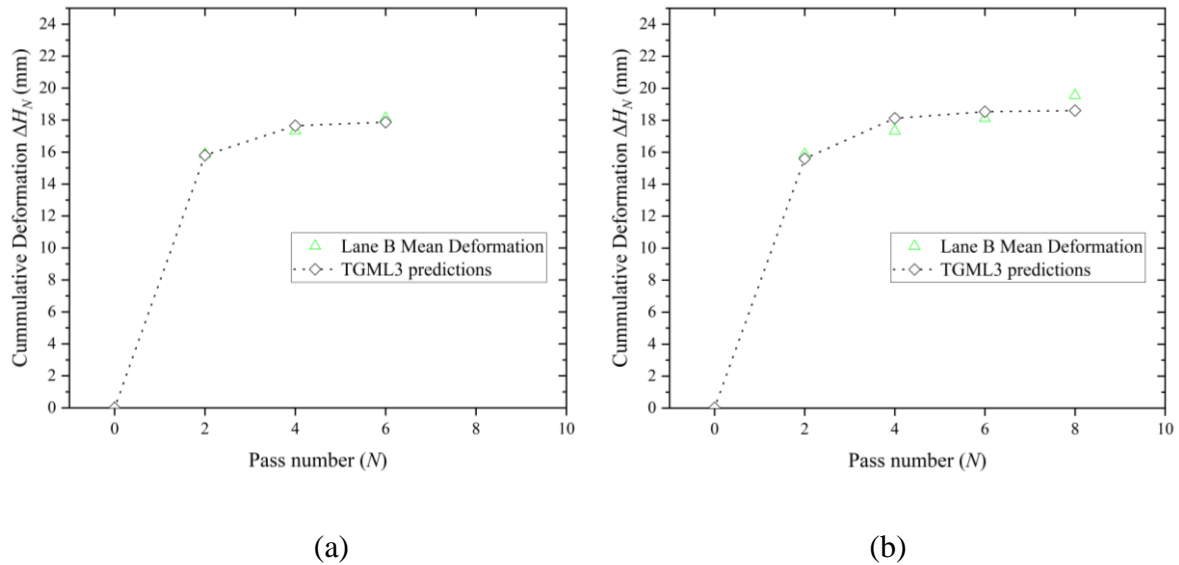 24
22
20
18
16
14
12
10
8
6
4
2
0
Cummulative Deformation ΔH_N (mm)
Lane B Mean Deformation
TGML3 predictions
0 2 4 6 8 10
Pass number (N)
(a)
24
22
20
18
16
14
12
10
8
6
4
2
0
Cummulative Deformation ΔH_N (mm)
Lane B Mean Deformation
TGML3 predictions
0 2 4 6 8 10
Pass number (N)
(b)